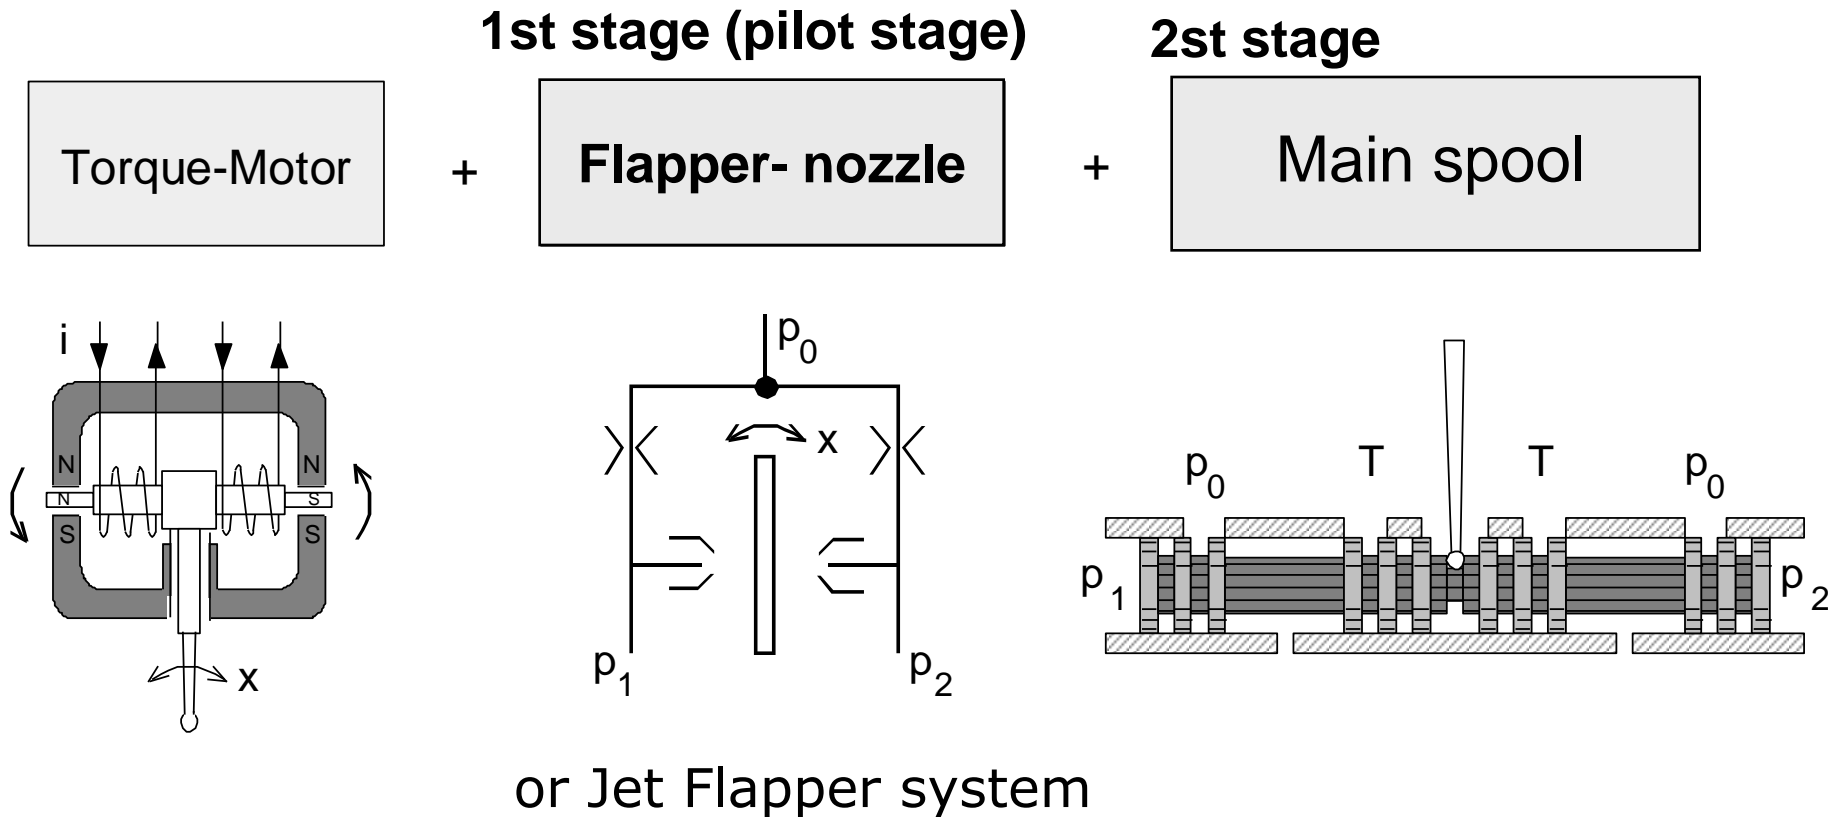 1st stage (pilot stage)
2st stage
Torque-Motor
+
Flapper- nozzle
+
Main spool
i
N
N
N
S
S
S
x
p0
x
p1
p2
p0
T
T
p0
p1
p2
or Jet Flapper system